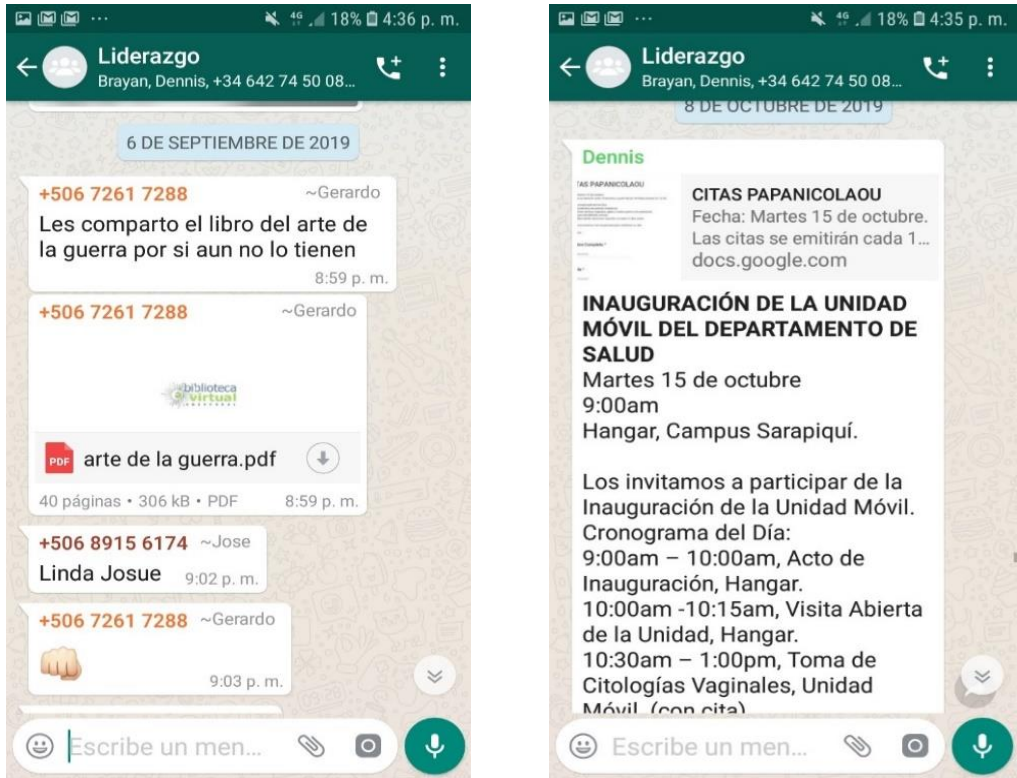 4G 18% 4:36 p. m.
Liderazgo
Brayan, Dennis, +34 642 74 50 08...
6 DE SEPTIEMBRE DE 2019
+506 7261 7288 ~Gerardo
Les comparto el libro del arte de
la guerra por si aun no lo tienen
8:59 p. m.
+506 7261 7288 ~Gerardo
biblioteca
virtual
PDF arte de la guerra.pdf
40 páginas • 306 kB • PDF 8:59 p. m.
+506 8915 6174 ~Jose
Linda Josue 9:02 p. m.
+506 7261 7288 ~Gerardo
9:03 p. m.
Escribe un men...
4G 18% 4:35 p. m.
Liderazgo
Brayan, Dennis, +34 642 74 50 08...
8 DE OCTUBRE DE 2019
Dennis
CITAS PAPANICOLAOU
Fecha: Martes 15 de octubre.
Las citas se emitirán cada 1...
docs.google.com
INAUGURACIÓN DE LA UNIDAD
MÓVIL DEL DEPARTAMENTO DE
SALUD
Martes 15 de octubre
9:00am
Hangar, Campus Sarapiquí.
Los invitamos a participar de la
Inauguración de la Unidad Móvil.
Cronograma del Día:
9:00am – 10:00am, Acto de
Inauguración, Hangar.
10:00am -10:15am, Visita Abierta
de la Unidad, Hangar.
10:30am – 1:00pm, Toma de
Citologías Vaginales, Unidad
Móvil (con cita)
Escribe un men...